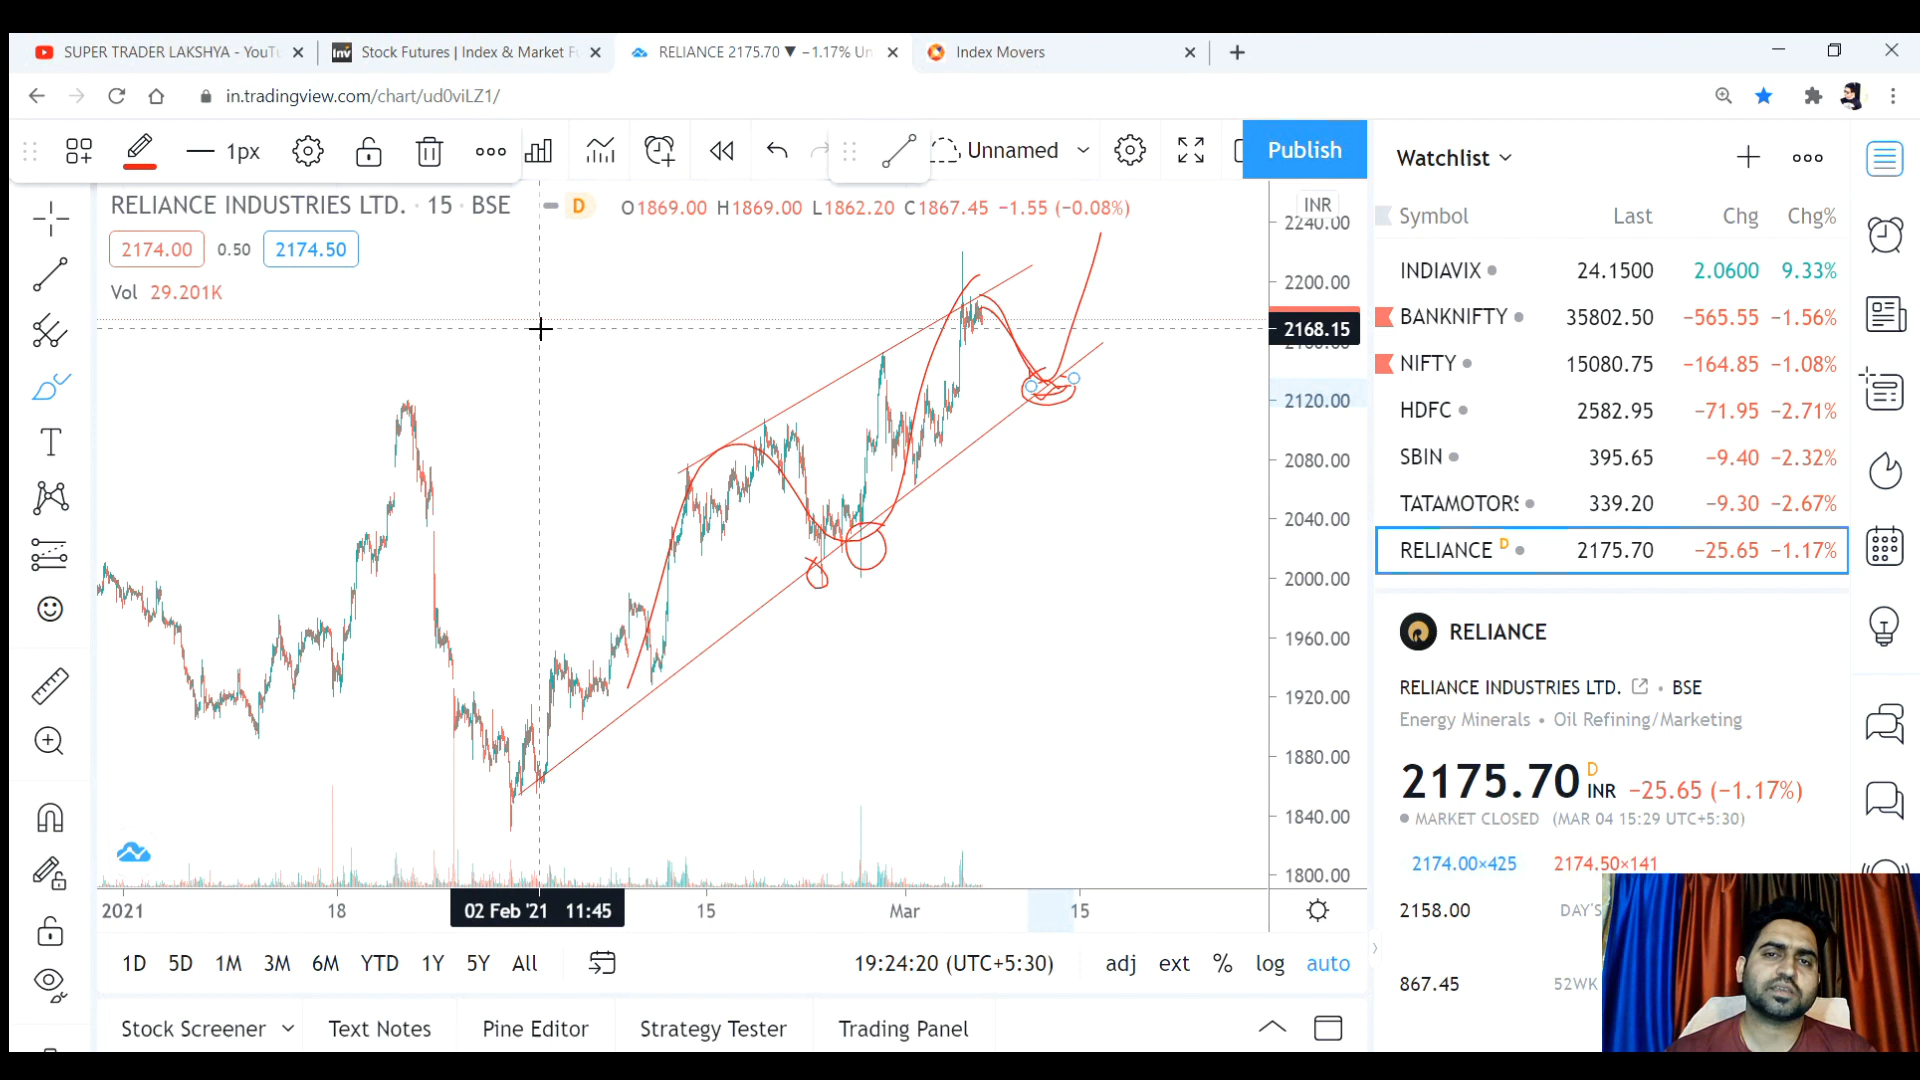 SUPER TRADER LAKSHYA - YouTu
Stock Futures | Index & Market F
RELIANCE 2175.70 ▼ −1.17% Un
Index Movers
in.tradingview.com/chart/ud0viLZ1/
1px
Unnamed
Publish
RELIANCE INDUSTRIES LTD. · 15 · BSE
D
O1869.00 H1869.00 L1862.20 C1867.45 −1.55 (−0.08%)
2174.00 0.50 2174.50
Vol 29.201K
INR
2240.00
2200.00
2168.15
2120.00
2080.00
2040.00
2000.00
1960.00
1920.00
1880.00
1840.00
1800.00
2021 18 02 Feb '21 11:45 15 Mar 15
1D 5D 1M 3M 6M YTD 1Y 5Y All
19:24:20 (UTC+5:30) adj ext % log auto
Stock Screener Text Notes Pine Editor Strategy Tester Trading Panel
Watchlist
Symbol Last Chg Chg%
INDIAVIX 24.1500 2.0600 9.33%
BANKNIFTY 35802.50 −565.55 −1.56%
NIFTY 15080.75 −164.85 −1.08%
HDFC 2582.95 −71.95 −2.71%
SBIN 395.65 −9.40 −2.32%
TATAMOTORS 339.20 −9.30 −2.67%
RELIANCE D 2175.70 −25.65 −1.17%
RELIANCE
RELIANCE INDUSTRIES LTD. • BSE
Energy Minerals • Oil Refining/Marketing
2175.70 D INR −25.65 (−1.17%)
MARKET CLOSED (MAR 04 15:29 UTC+5:30)
2174.00×425 2174.50×141
2158.00 DAY'S
867.45 52WK